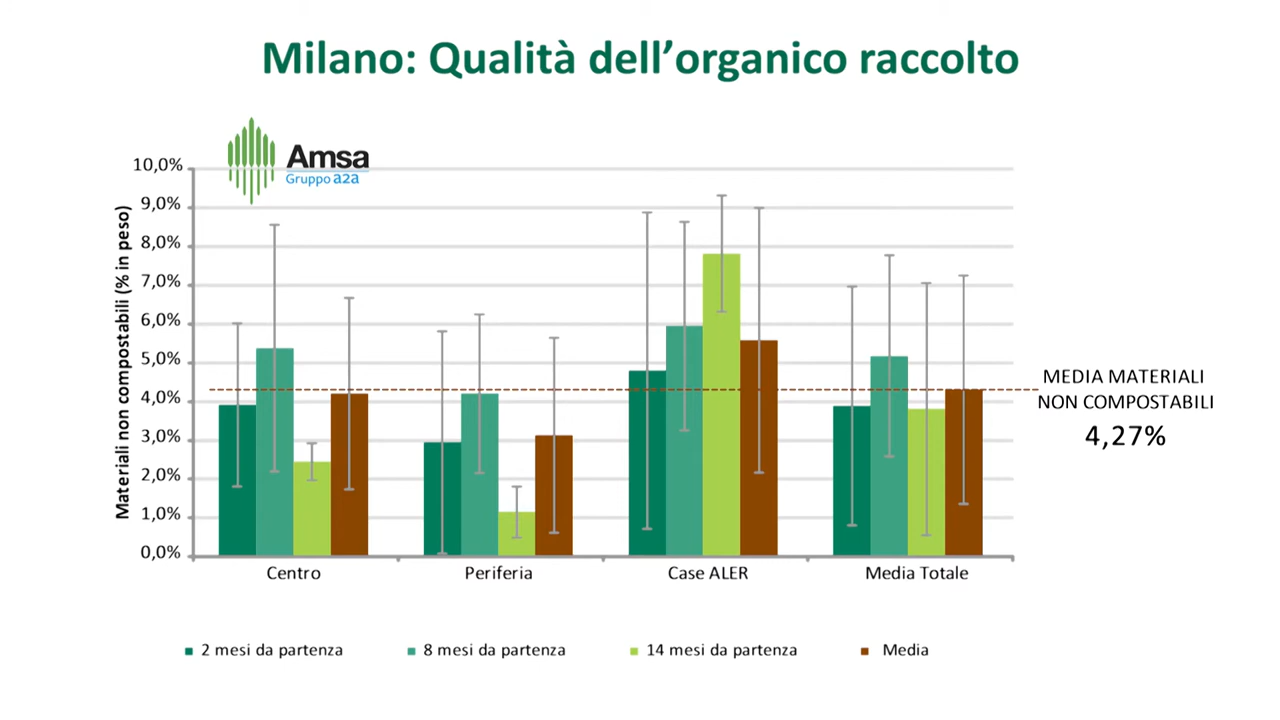 Milano: Qualità dell’organico raccolto
Amsa
Gruppo a2a
Materiali non compostabili (% in peso)
10,0%
9,0%
8,0%
7,0%
6,0%
5,0%
4,0%
3,0%
2,0%
1,0%
0,0%
Centro
Periferia
Case ALER
Media Totale
MEDIA MATERIALI
NON COMPOSTABILI
4,27%
2 mesi da partenza
8 mesi da partenza
14 mesi da partenza
Media